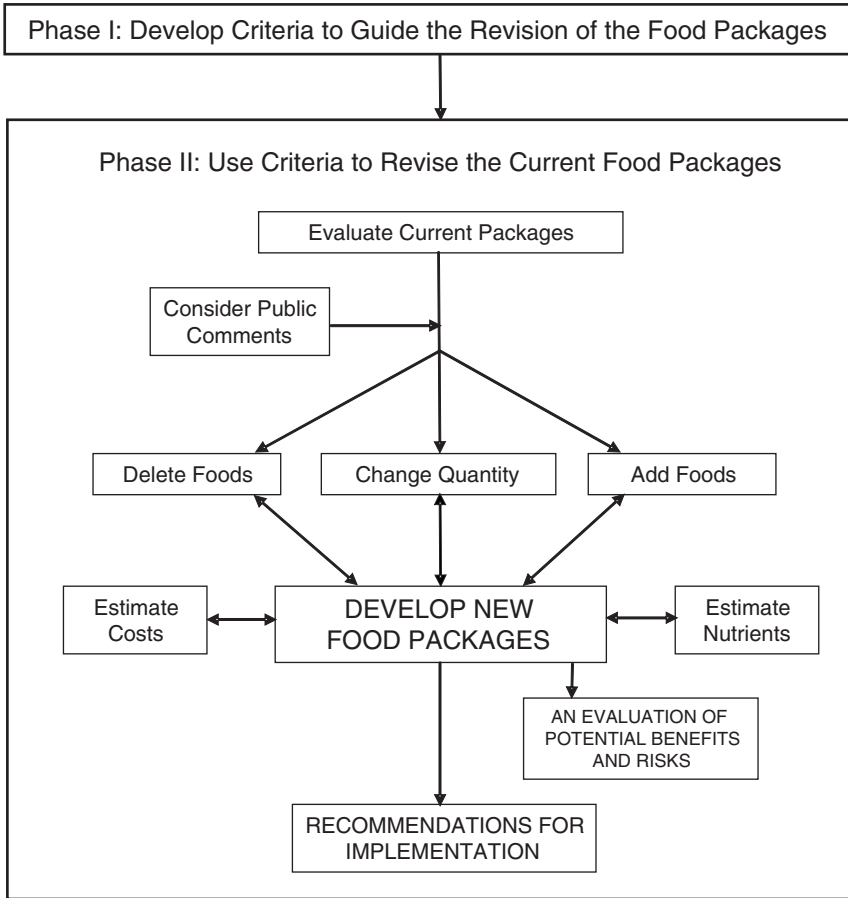 Phase I: Develop Criteria to Guide the Revision of the Food Packages
Phase II: Use Criteria to Revise the Current Food Packages
Evaluate Current Packages
Consider Public
Comments
Delete Foods
Change Quantity
Add Foods
Estimate
Costs
DEVELOP NEW
FOOD PACKAGES
Estimate
Nutrients
AN EVALUATION OF
POTENTIAL BENEFITS
AND RISKS
RECOMMENDATIONS FOR
IMPLEMENTATION